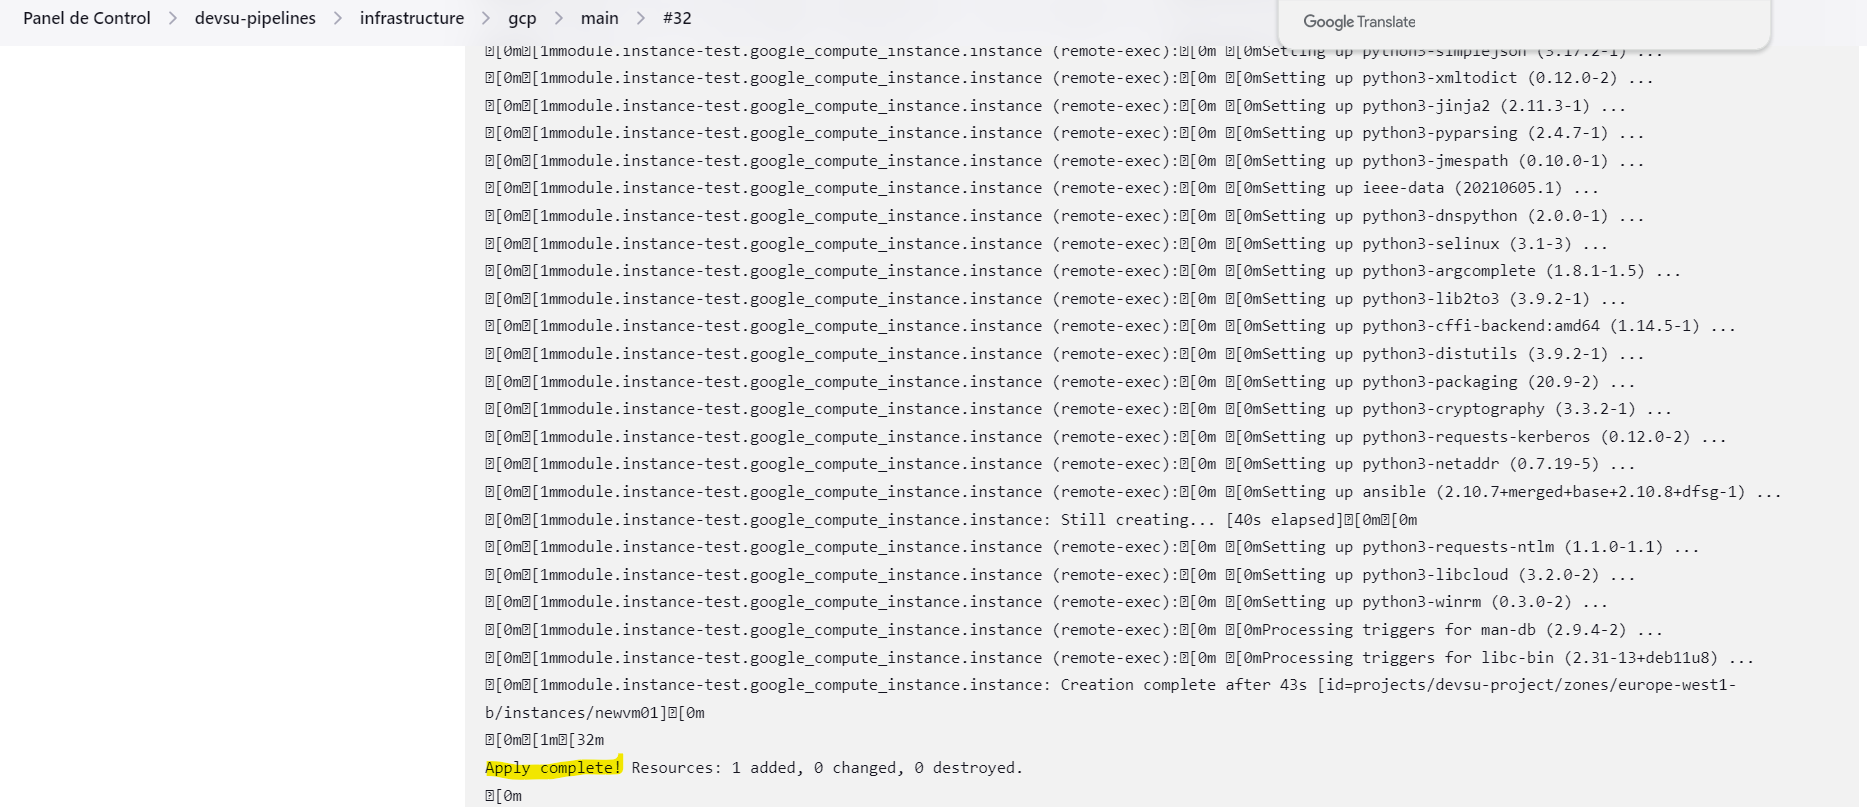 Panel de Control > devsu-pipelines > infrastructure > gcp > main > #32
Google Translate
[0m[1mmodule.instance-test.google_compute_instance.instance (remote-exec):[0m [0mSetting up python3-simplejson (3.17.2-1) ...
[0m[1mmodule.instance-test.google_compute_instance.instance (remote-exec):[0m [0mSetting up python3-xmltodict (0.12.0-2) ...
[0m[1mmodule.instance-test.google_compute_instance.instance (remote-exec):[0m [0mSetting up python3-jinja2 (2.11.3-1) ...
[0m[1mmodule.instance-test.google_compute_instance.instance (remote-exec):[0m [0mSetting up python3-pyparsing (2.4.7-1) ...
[0m[1mmodule.instance-test.google_compute_instance.instance (remote-exec):[0m [0mSetting up python3-jmespath (0.10.0-1) ...
[0m[1mmodule.instance-test.google_compute_instance.instance (remote-exec):[0m [0mSetting up ieee-data (20210605.1) ...
[0m[1mmodule.instance-test.google_compute_instance.instance (remote-exec):[0m [0mSetting up python3-dnspython (2.0.0-1) ...
[0m[1mmodule.instance-test.google_compute_instance.instance (remote-exec):[0m [0mSetting up python3-selinux (3.1-3) ...
[0m[1mmodule.instance-test.google_compute_instance.instance (remote-exec):[0m [0mSetting up python3-argcomplete (1.8.1-1.5) ...
[0m[1mmodule.instance-test.google_compute_instance.instance (remote-exec):[0m [0mSetting up python3-lib2to3 (3.9.2-1) ...
[0m[1mmodule.instance-test.google_compute_instance.instance (remote-exec):[0m [0mSetting up python3-cffi-backend:amd64 (1.14.5-1) ...
[0m[1mmodule.instance-test.google_compute_instance.instance (remote-exec):[0m [0mSetting up python3-distutils (3.9.2-1) ...
[0m[1mmodule.instance-test.google_compute_instance.instance (remote-exec):[0m [0mSetting up python3-packaging (20.9-2) ...
[0m[1mmodule.instance-test.google_compute_instance.instance (remote-exec):[0m [0mSetting up python3-cryptography (3.3.2-1) ...
[0m[1mmodule.instance-test.google_compute_instance.instance (remote-exec):[0m [0mSetting up python3-requests-kerberos (0.12.0-2) ...
[0m[1mmodule.instance-test.google_compute_instance.instance (remote-exec):[0m [0mSetting up python3-netaddr (0.7.19-5) ...
[0m[1mmodule.instance-test.google_compute_instance.instance (remote-exec):[0m [0mSetting up ansible (2.10.7+merged+base+2.10.8+dfsg-1) ...
[0m[1mmodule.instance-test.google_compute_instance.instance: Still creating... [40s elapsed][0m[0m
[0m[1mmodule.instance-test.google_compute_instance.instance (remote-exec):[0m [0mSetting up python3-requests-ntlm (1.1.0-1.1) ...
[0m[1mmodule.instance-test.google_compute_instance.instance (remote-exec):[0m [0mSetting up python3-libcloud (3.2.0-2) ...
[0m[1mmodule.instance-test.google_compute_instance.instance (remote-exec):[0m [0mSetting up python3-winrm (0.3.0-2) ...
[0m[1mmodule.instance-test.google_compute_instance.instance (remote-exec):[0m [0mProcessing triggers for man-db (2.9.4-2) ...
[0m[1mmodule.instance-test.google_compute_instance.instance (remote-exec):[0m [0mProcessing triggers for libc-bin (2.31-13+deb11u8) ...
[0m[1mmodule.instance-test.google_compute_instance.instance: Creation complete after 43s [id=projects/devsu-project/zones/europe-west1-
b/instances/newvm01][0m
[0m[1m[32m
Apply complete! Resources: 1 added, 0 changed, 0 destroyed.
[0m